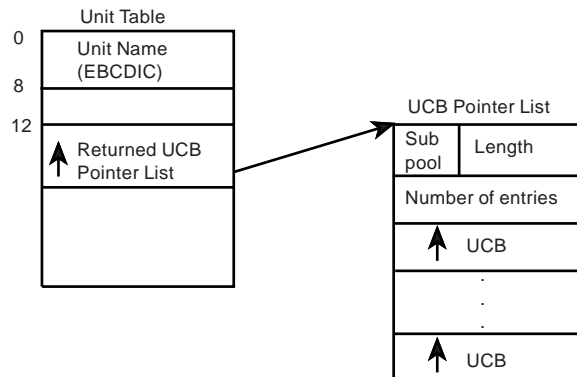 Unit Table
0
Unit Name
(EBCDIC)
8
12
Returned UCB
Pointer List
UCB Pointer List
Sub
pool
Length
Number of entries
UCB
.
.
.
UCB